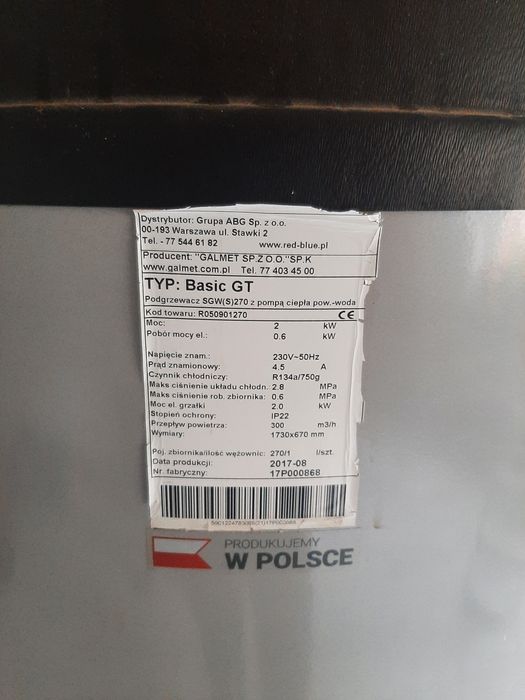 Dystrybutor: Grupa ABG Sp. z o.o.
00-193 Warszawa ul. Stawki 2
Tel. - 77 544 61 82 www.red-blue.pl
Producent: "GALMET SP.Z O.O."SP.K
www.galmet.com.pl Tel. 77 403 45 00
TYP: Basic GT
Podgrzewacz SGW(S)270 z pompą ciepła pow.-woda
Kod towaru: R050901270 CE
Moc: 2 kW
Pobór mocy el.: 0.6 kW
Napięcie znam.: 230V~50Hz
Prąd znamionowy: 4.5 A
Czynnik chłodniczy: R134a/750g
Maks ciśnienie układu chłodn. 2.8 MPa
Maks ciśnienie rob. zbiornika: 0.6 MPa
Moc el. grzałki 2.0 kW
Stopień ochrony: IP22
Przepływ powietrza: 300 m3/h
Wymiary: 1730x670 mm
Poj. zbiornika/ilość wężownic: 270/1 l/szt.
Data produkcji: 2017-08
Nr. fabryczny: 17P000868
PRODUKUJEMY
W POLSCE